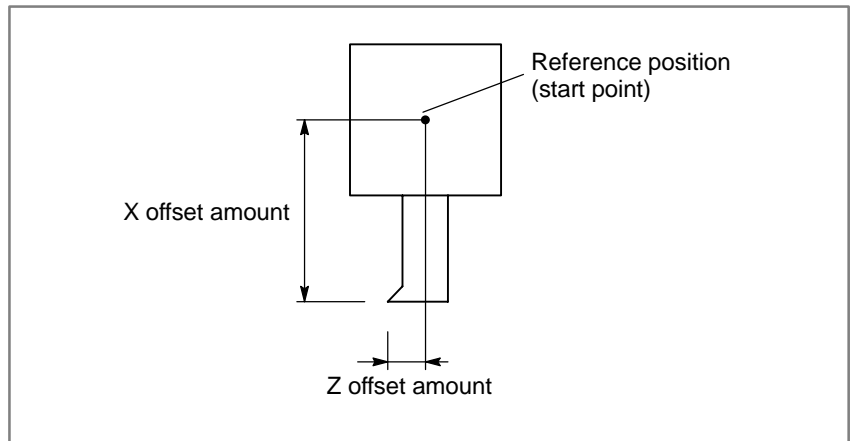 Reference position
(start point)
X offset amount
Z offset amount